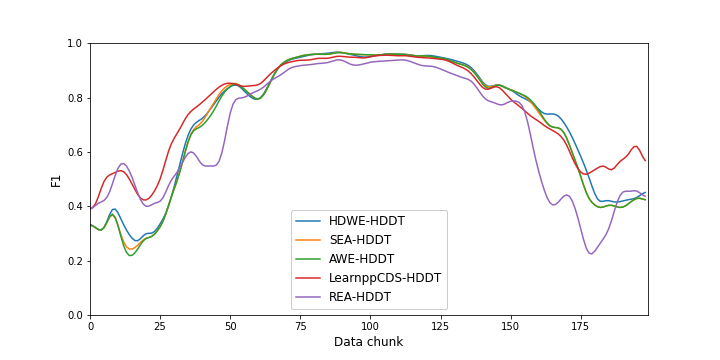 1.0
0.8
0.6
0.4
0.2
0.0
F1
0 25 50 75 100 125 150 175
Data chunk
HDWE-HDDT
SEA-HDDT
AWE-HDDT
LearnppCDS-HDDT
REA-HDDT